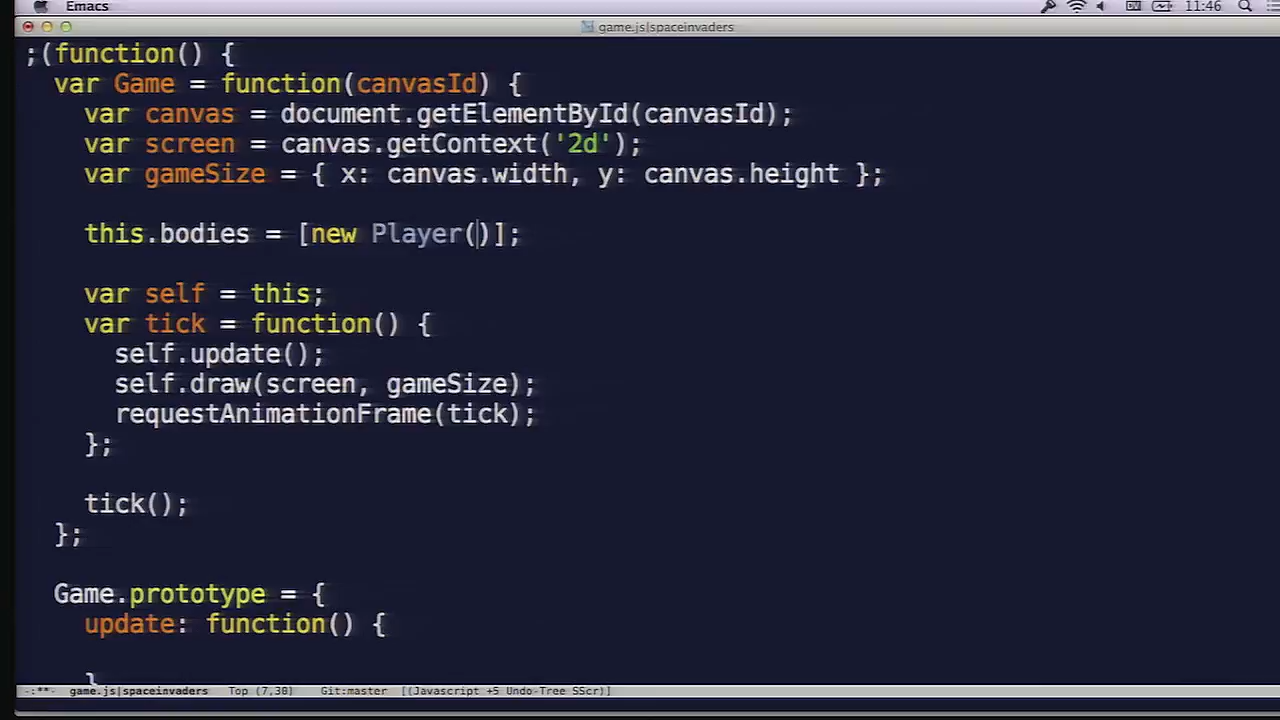 Emacs
11:46
game.js|spaceinvaders
;(function() {
  var Game = function(canvasId) {
    var canvas = document.getElementById(canvasId);
    var screen = canvas.getContext('2d');
    var gameSize = { x: canvas.width, y: canvas.height };
    this.bodies = [new Player()];
    var self = this;
    var tick = function() {
      self.update();
      self.draw(screen, gameSize);
      requestAnimationFrame(tick);
    };
    tick();
  };
  Game.prototype = {
    update: function() {
    }
-:**- game.js|spaceinvaders Top (7,30) Git:master [(Javascript +5 Undo-Tree SScr)]